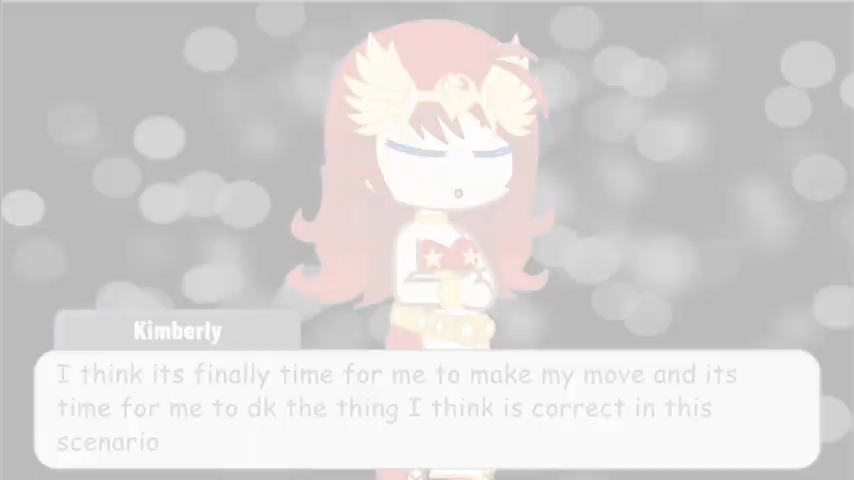 Kimberly
I think its finally time for me to make my move and its
time for me to dk the thing I think is correct in this
scenario